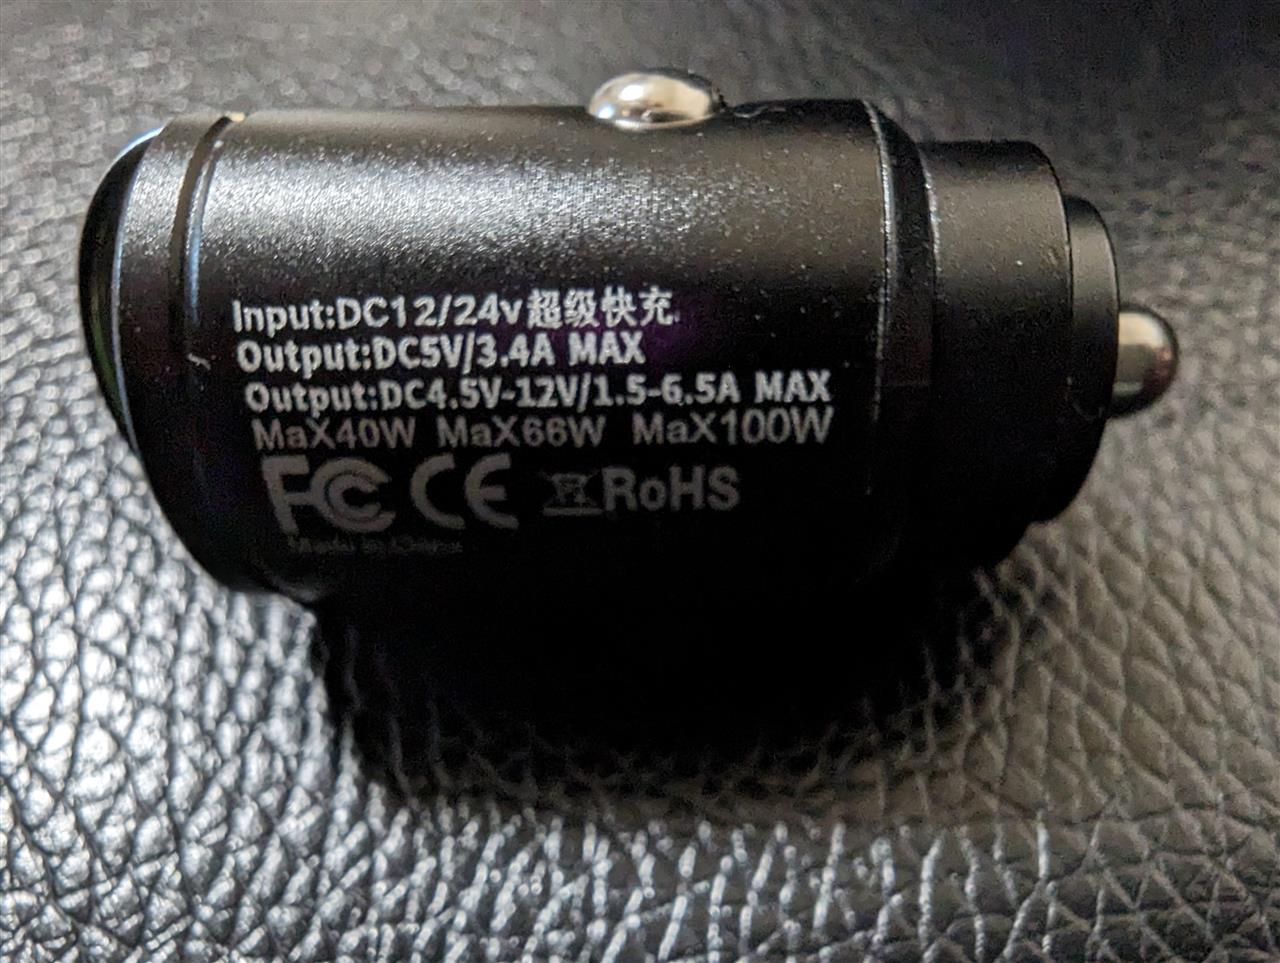 Input:DC12/24v超级快充
Output:DC5V/3.4A MAX
Output:DC4.5V-12V/1.5-6.5A MAX
MaX40W MaX66W MaX100W
FC CE RoHS
Made